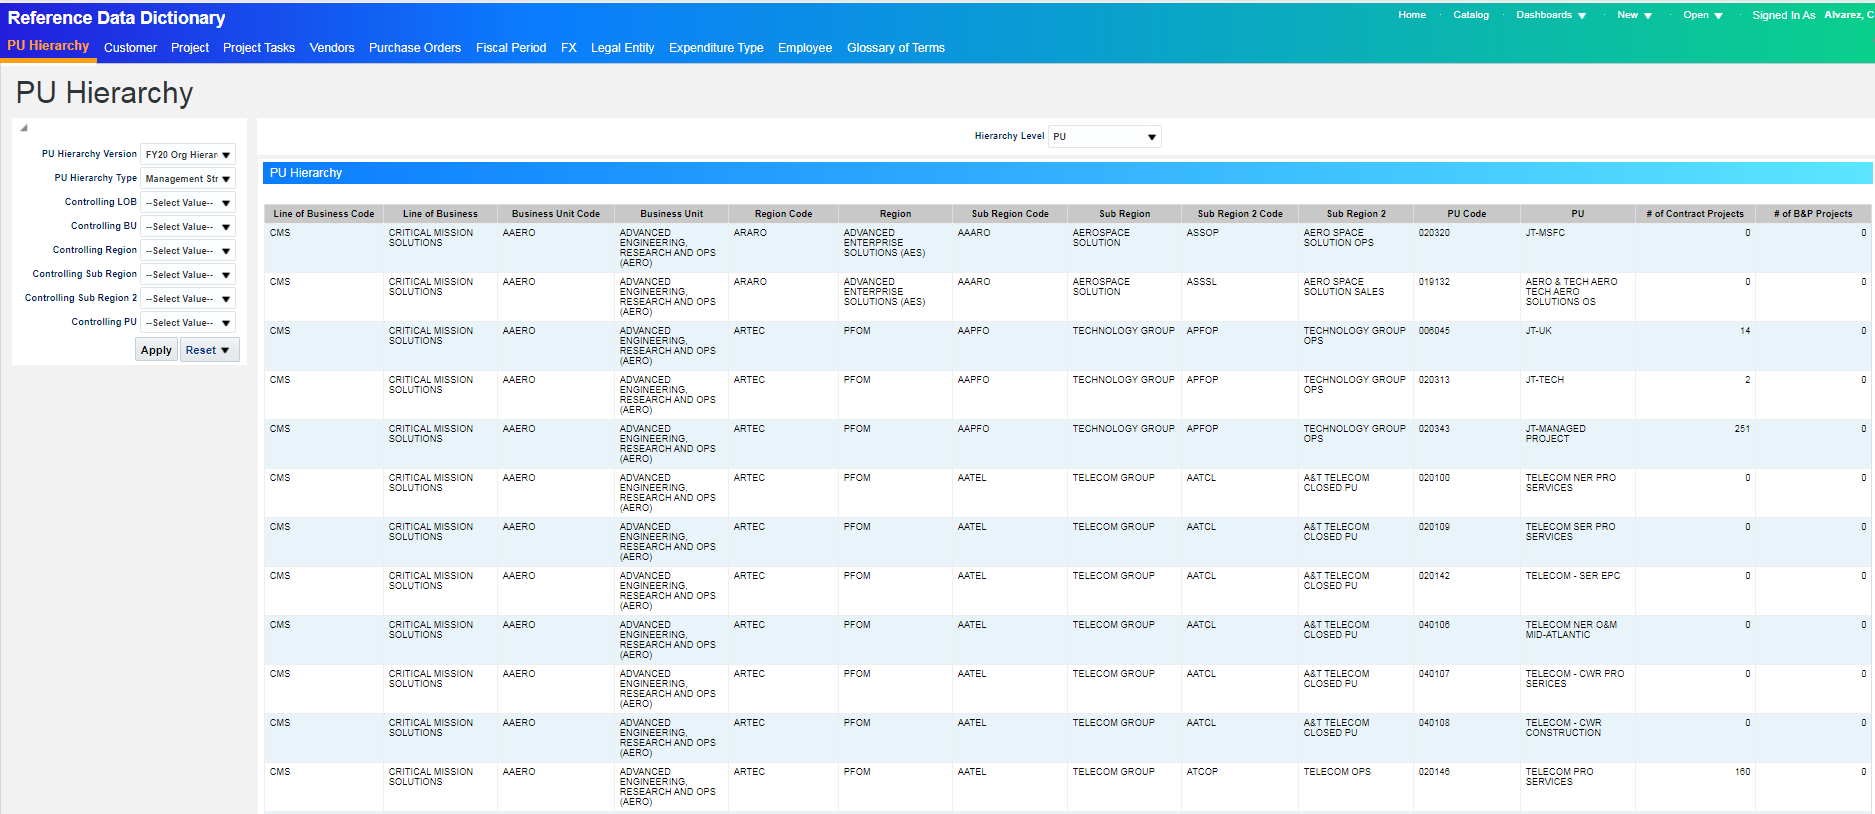 Reference Data Dictionary
Home Catalog Dashboards New Open Signed In As Alvarez, C
PU Hierarchy Customer Project Project Tasks Vendors Purchase Orders Fiscal Period FX Legal Entity Expenditure Type Employee Glossary of Terms
PU Hierarchy
PU Hierarchy Version FY20 Org Hierar
PU Hierarchy Type Management Str
Controlling LOB --Select Value--
Controlling BU --Select Value--
Controlling Region --Select Value--
Controlling Sub Region --Select Value--
Controlling Sub Region 2 --Select Value--
Controlling PU --Select Value--
Apply Reset
Hierarchy Level PU
PU Hierarchy
Line of Business Code Line of Business Business Unit Code Business Unit Region Code Region Sub Region Code Sub Region Sub Region 2 Code Sub Region 2 PU Code PU # of Contract Projects # of B&P Projects
CMS CRITICAL MISSION AAERO ADVANCED ARARO ADVANCED AAARO AEROSPACE ASSOP AERO SPACE 020320 JT-MSFC 0 0
SOLUTIONS ENGINEERING, ENTERPRISE SOLUTION SOLUTION OPS
RESEARCH AND OPS SOLUTIONS (AES)
(AERO)
CMS CRITICAL MISSION AAERO ADVANCED ARARO ADVANCED AAARO AEROSPACE ASSSL AERO SPACE 019132 AERO & TECH AERO 0 0
SOLUTIONS ENGINEERING, ENTERPRISE SOLUTION SOLUTION SALES TECH AERO
RESEARCH AND OPS SOLUTIONS (AES) SOLUTIONS OS
(AERO)
CMS CRITICAL MISSION AAERO ADVANCED ARTEC PFOM AAPFO TECHNOLOGY GROUP APFOP TECHNOLOGY GROUP 006045 JT-UK 14 0
SOLUTIONS ENGINEERING, OPS
RESEARCH AND OPS
(AERO)
CMS CRITICAL MISSION AAERO ADVANCED ARTEC PFOM AAPFO TECHNOLOGY GROUP APFOP TECHNOLOGY GROUP 020313 JT-TECH 2 0
SOLUTIONS ENGINEERING, OPS
RESEARCH AND OPS
(AERO)
CMS CRITICAL MISSION AAERO ADVANCED ARTEC PFOM AAPFO TECHNOLOGY GROUP APFOP TECHNOLOGY GROUP 020343 JT-MANAGED 251 0
SOLUTIONS ENGINEERING, OPS PROJECT
RESEARCH AND OPS
(AERO)
CMS CRITICAL MISSION AAERO ADVANCED ARTEC PFOM AATEL TELECOM GROUP AATCL A&T TELECOM 020100 TELECOM NER PRO 0 0
SOLUTIONS ENGINEERING, CLOSED PU SERVICES
RESEARCH AND OPS
(AERO)
CMS CRITICAL MISSION AAERO ADVANCED ARTEC PFOM AATEL TELECOM GROUP AATCL A&T TELECOM 020109 TELECOM SER PRO 0 0
SOLUTIONS ENGINEERING, CLOSED PU SERVICES
RESEARCH AND OPS
(AERO)
CMS CRITICAL MISSION AAERO ADVANCED ARTEC PFOM AATEL TELECOM GROUP AATCL A&T TELECOM 020142 TELECOM - SER EPC 0 0
SOLUTIONS ENGINEERING, CLOSED PU
RESEARCH AND OPS
(AERO)
CMS CRITICAL MISSION AAERO ADVANCED ARTEC PFOM AATEL TELECOM GROUP AATCL A&T TELECOM 040106 TELECOM NER O&M 0 0
SOLUTIONS ENGINEERING, CLOSED PU MID-ATLANTIC
RESEARCH AND OPS
(AERO)
CMS CRITICAL MISSION AAERO ADVANCED ARTEC PFOM AATEL TELECOM GROUP AATCL A&T TELECOM 040107 TELECOM - CWR PRO 0 0
SOLUTIONS ENGINEERING, CLOSED PU SERICES
RESEARCH AND OPS
(AERO)
CMS CRITICAL MISSION AAERO ADVANCED ARTEC PFOM AATEL TELECOM GROUP AATCL A&T TELECOM 040108 TELECOM - CWR 0 0
SOLUTIONS ENGINEERING, CLOSED PU CONSTRUCTION
RESEARCH AND OPS
(AERO)
CMS CRITICAL MISSION AAERO ADVANCED ARTEC PFOM AATEL TELECOM GROUP ATCOP TELECOM OPS 020146 TELECOM PRO 160 0
SOLUTIONS ENGINEERING, SERVICES
RESEARCH AND OPS
(AERO)